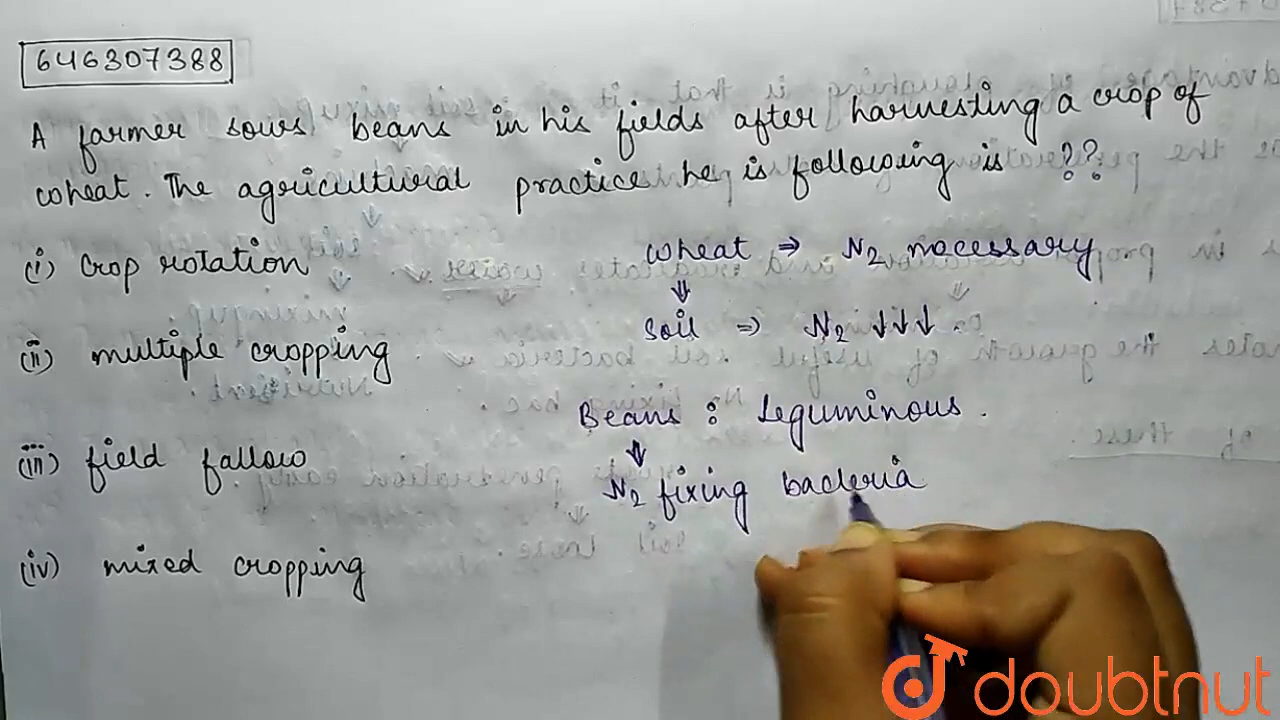 646307388
A farmer sows beans in his fields after harvesting a crop of
wheat. The agricultural practice he is following is ??
(i) Crop rotation
(ii) multiple cropping
(iii) field fallow
(iv) mixed cropping
Wheat ⇒ N2 necessary
⇓
Soil ⇒ N2 ↓↓↓.
Beans : Leguminous.
⇓
N2 fixing bacteria
doubtnut